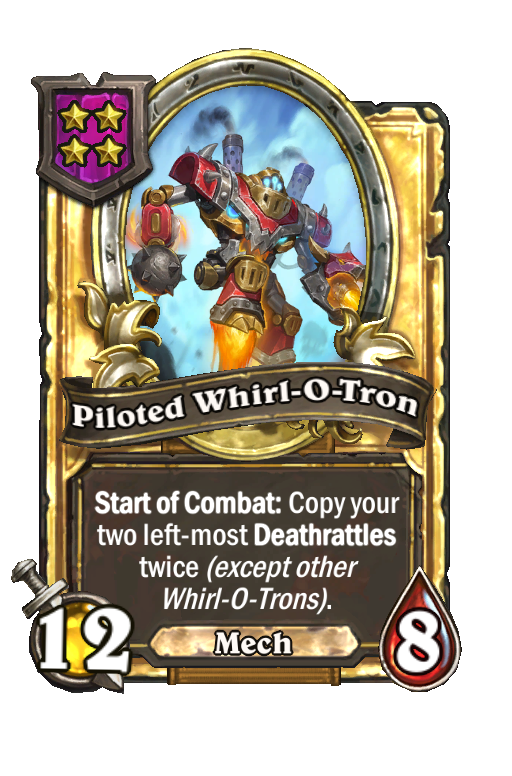 Piloted Whirl-O-Tron
Start of Combat: Copy your
two left-most Deathrattles
twice (except other
Whirl-O-Trons).
12
Mech
8